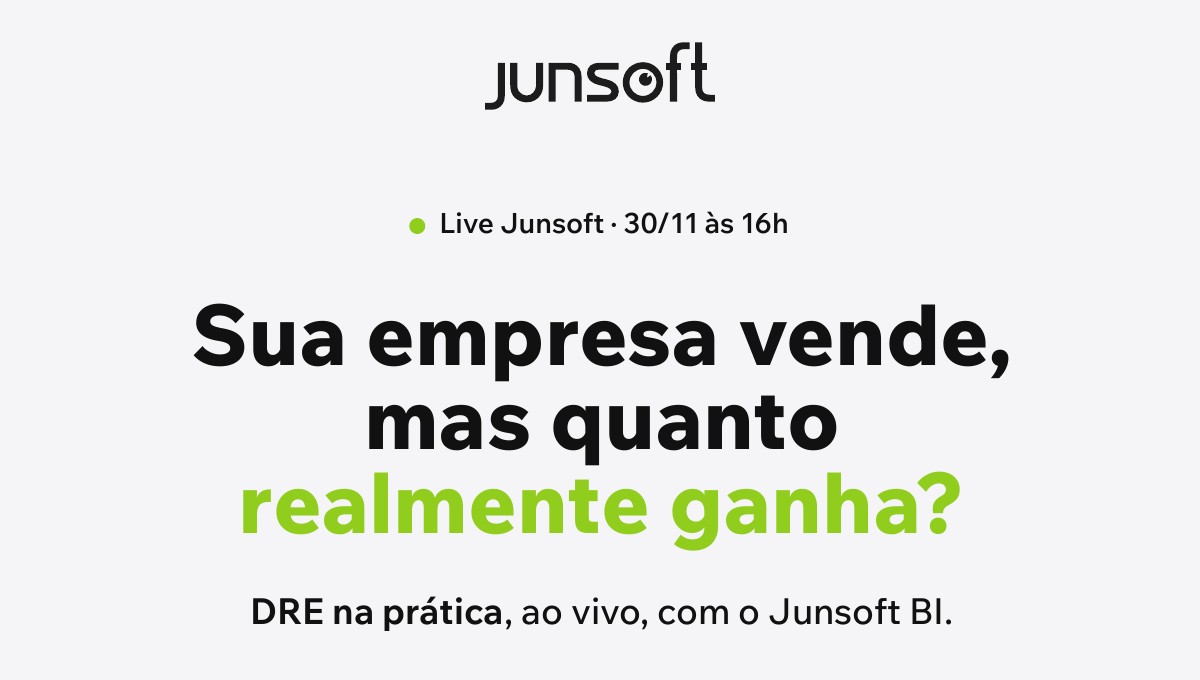 junsoft
Live Junsoft · 30/11 às 16h
Sua empresa vende,
mas quanto
realmente ganha?
DRE na prática, ao vivo, com o Junsoft BI.